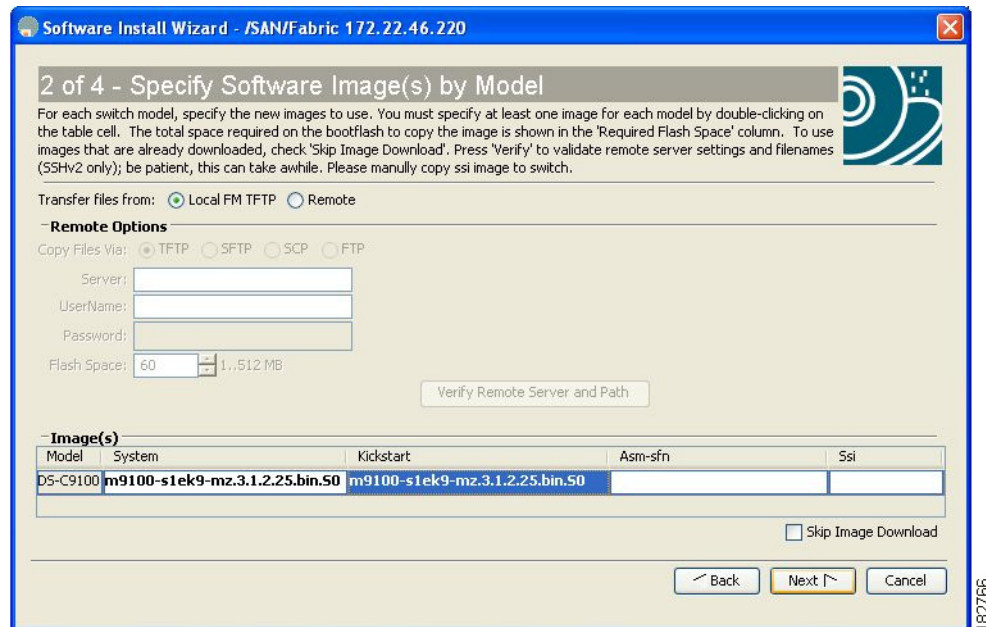 Software Install Wizard - /SAN/Fabric 172.22.46.220
2 of 4 - Specify Software Image(s) by Model
For each switch model, specify the new images to use. You must specify at least one image for each model by double-clicking on
the table cell. The total space required on the bootflash to copy the image is shown in the 'Required Flash Space' column. To use
images that are already downloaded, check 'Skip Image Download'. Press 'Verify' to validate remote server settings and filenames
(SSHv2 only); be patient, this can take awhile. Please manully copy ssi image to switch.
Transfer files from: Local FM TFTP Remote
Remote Options
Copy Files Via: TFTP SFTP SCP FTP
Server:
UserName:
Password:
Flash Space: 60 1..512 MB
Verify Remote Server and Path
Image(s)
Model System Kickstart Asm-sfn Ssi
DS-C9100 m9100-s1ek9-mz.3.1.2.25.bin.S0 m9100-s1ek9-mz.3.1.2.25.bin.S0
Skip Image Download
Back Next Cancel
182766